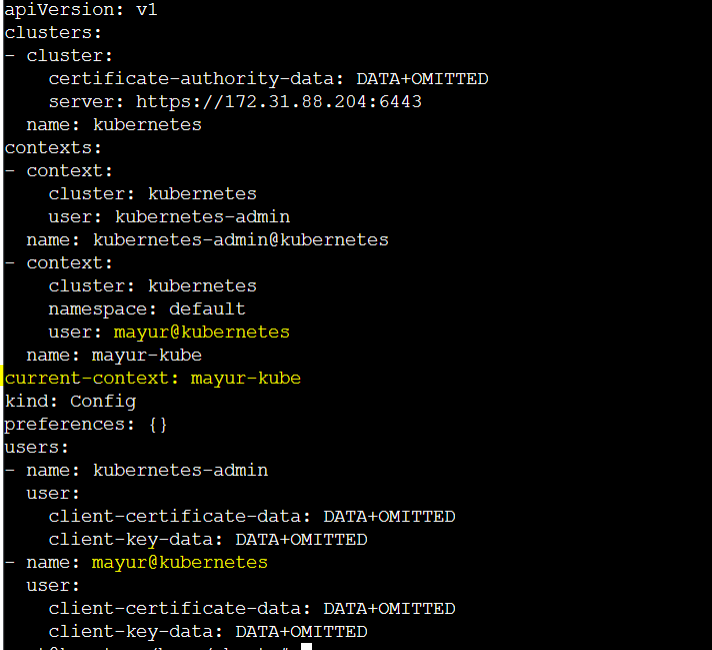 apiVersion: v1
clusters:
- cluster:
    certificate-authority-data: DATA+OMITTED
    server: https://172.31.88.204:6443
  name: kubernetes
contexts:
- context:
    cluster: kubernetes
    user: kubernetes-admin
  name: kubernetes-admin@kubernetes
- context:
    cluster: kubernetes
    namespace: default
    user: mayur@kubernetes
  name: mayur-kube
current-context: mayur-kube
kind: Config
preferences: {}
users:
- name: kubernetes-admin
  user:
    client-certificate-data: DATA+OMITTED
    client-key-data: DATA+OMITTED
- name: mayur@kubernetes
  user:
    client-certificate-data: DATA+OMITTED
    client-key-data: DATA+OMITTED